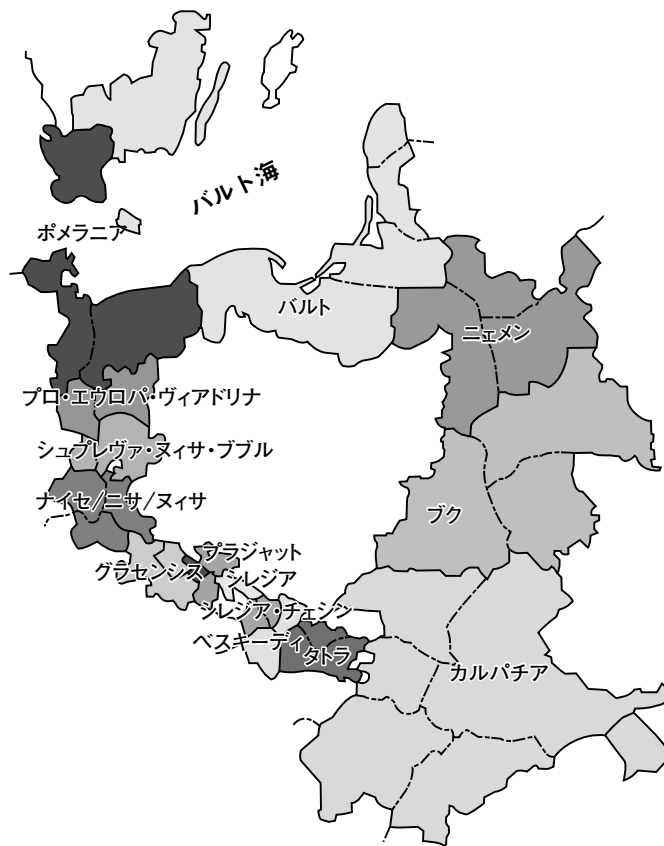 バルト海
ポメラニア
バルト
ニェメン
プロ・エウロパ・ヴィアドリナ
シュプレヴァ・ヌィサ・ブブル
ナイセ/ニサ/ヌィサ
ブク
プラジャット
グラセンシス
シレジア
シレジア・チェシン
ベスキーディ
タトラ
カルパチア